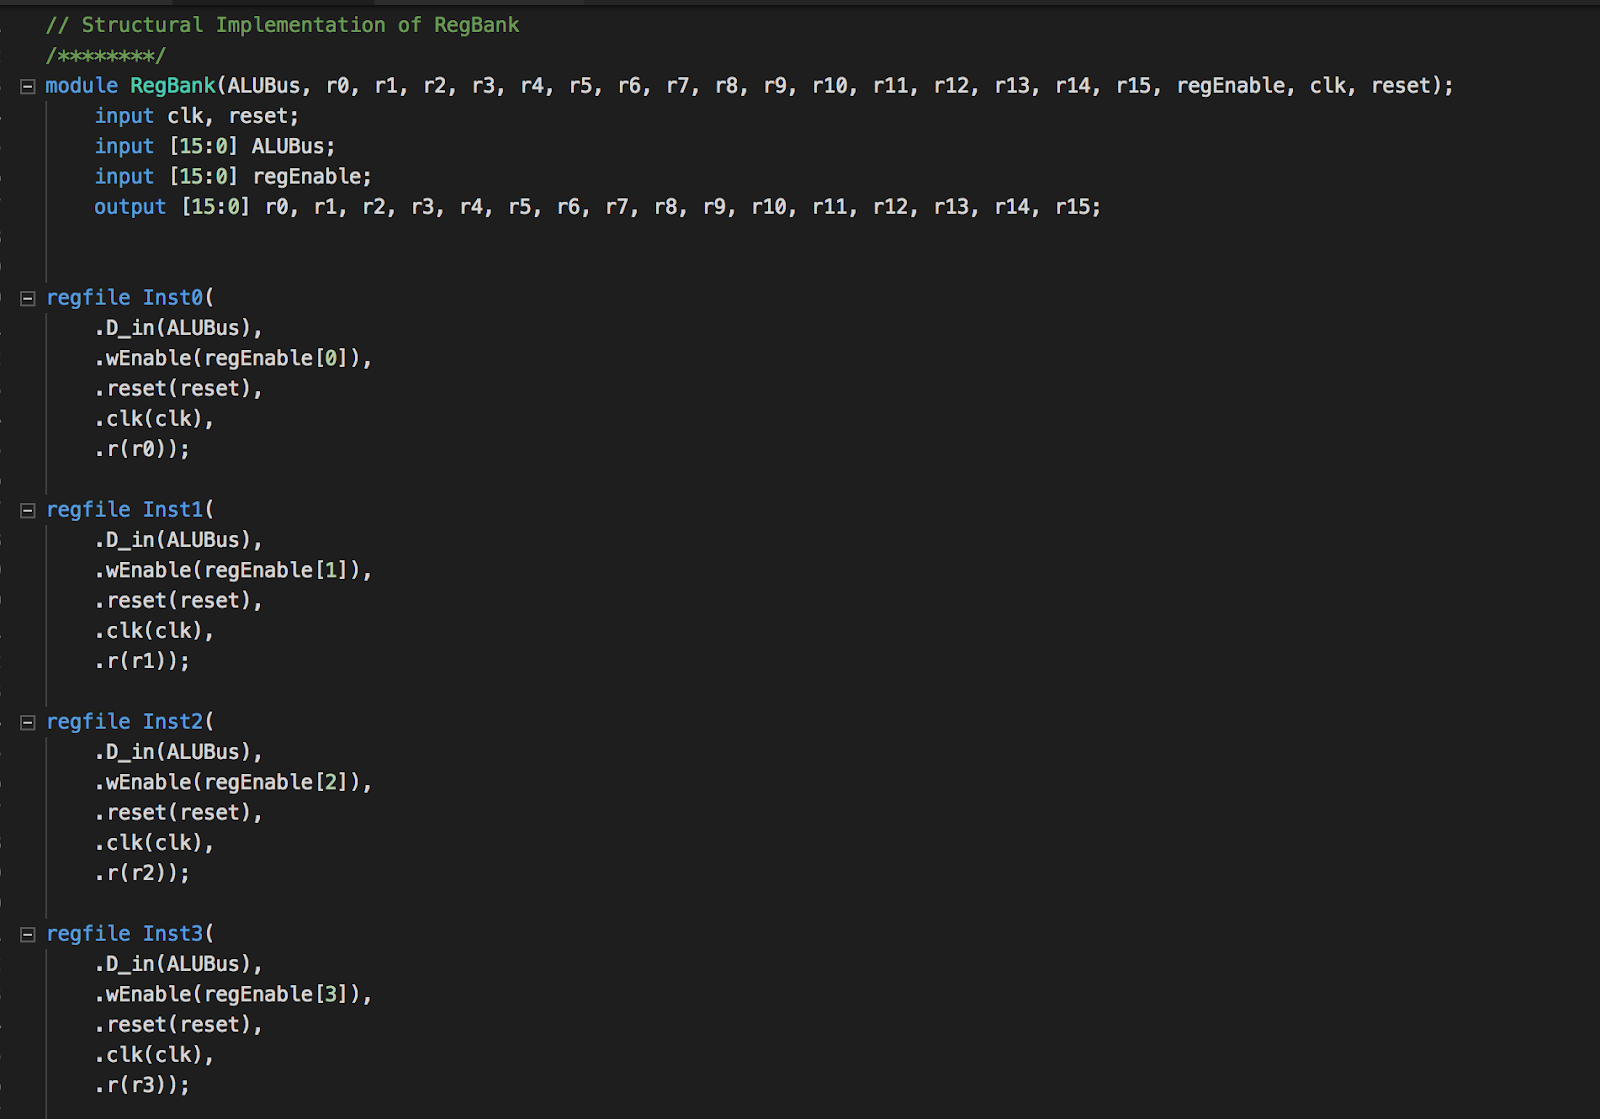 // Structural Implementation of RegBank
/********/
module RegBank(ALUBus, r0, r1, r2, r3, r4, r5, r6, r7, r8, r9, r10, r11, r12, r13, r14, r15, regEnable, clk, reset);
    input clk, reset;
    input [15:0] ALUBus;
    input [15:0] regEnable;
    output [15:0] r0, r1, r2, r3, r4, r5, r6, r7, r8, r9, r10, r11, r12, r13, r14, r15;
regfile Inst0(
    .D_in(ALUBus),
    .wEnable(regEnable[0]),
    .reset(reset),
    .clk(clk),
    .r(r0));
regfile Inst1(
    .D_in(ALUBus),
    .wEnable(regEnable[1]),
    .reset(reset),
    .clk(clk),
    .r(r1));
regfile Inst2(
    .D_in(ALUBus),
    .wEnable(regEnable[2]),
    .reset(reset),
    .clk(clk),
    .r(r2));
regfile Inst3(
    .D_in(ALUBus),
    .wEnable(regEnable[3]),
    .reset(reset),
    .clk(clk),
    .r(r3));